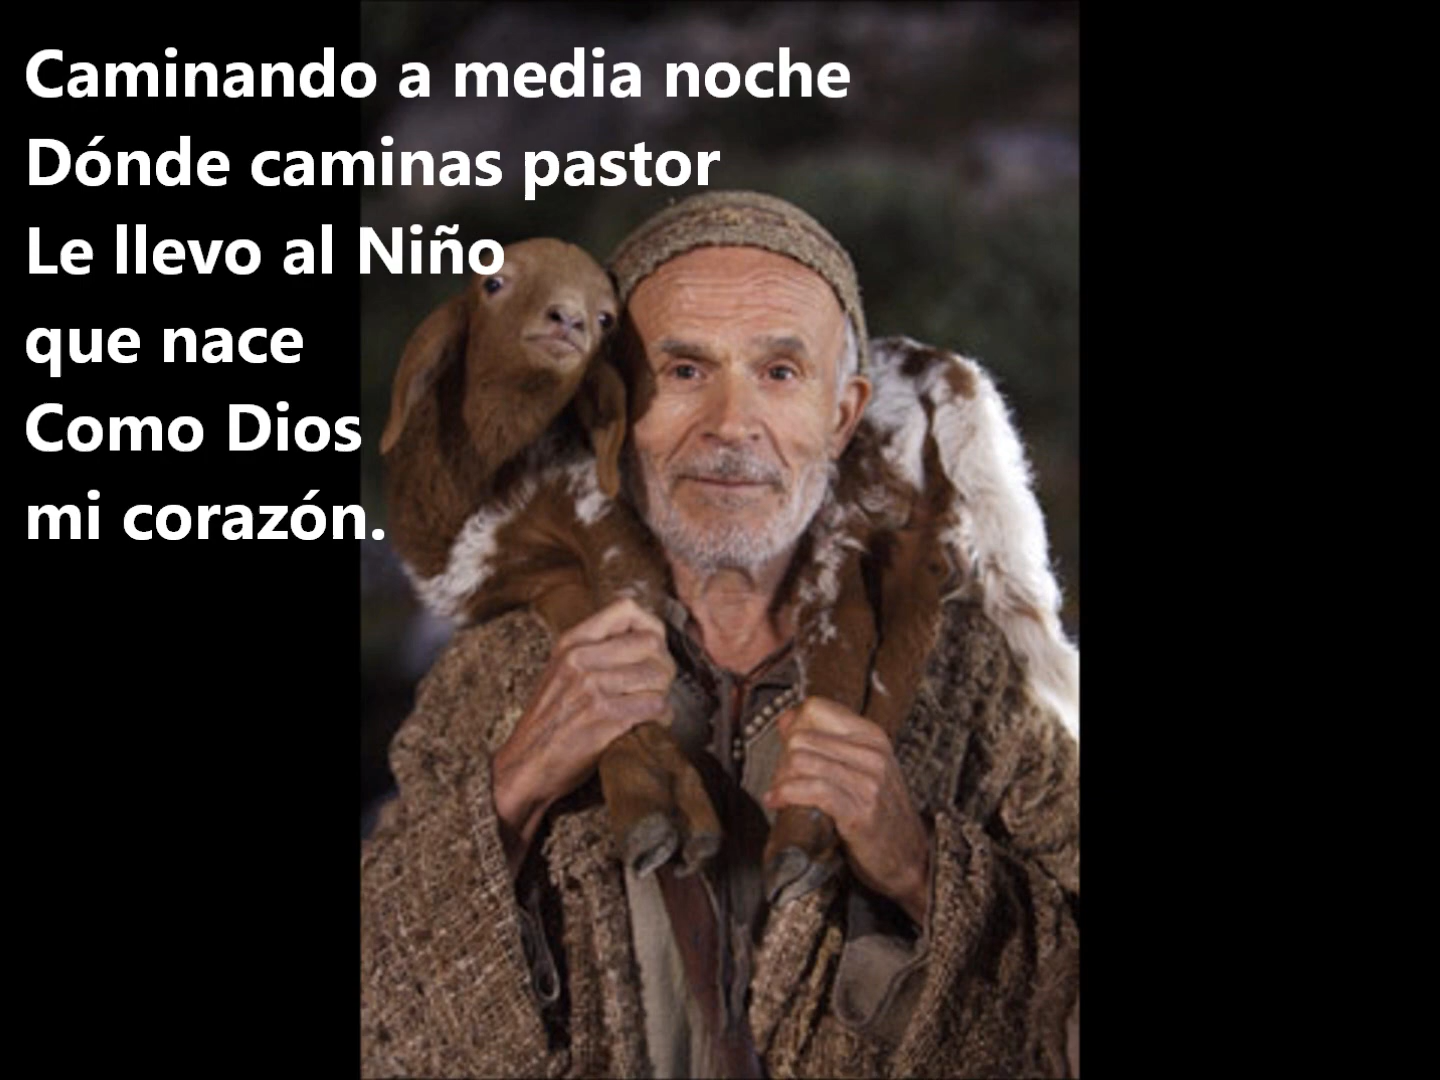 Caminando a media noche
Dónde caminas pastor
Le llevo al Niño
que nace
Como Dios
mi corazón.